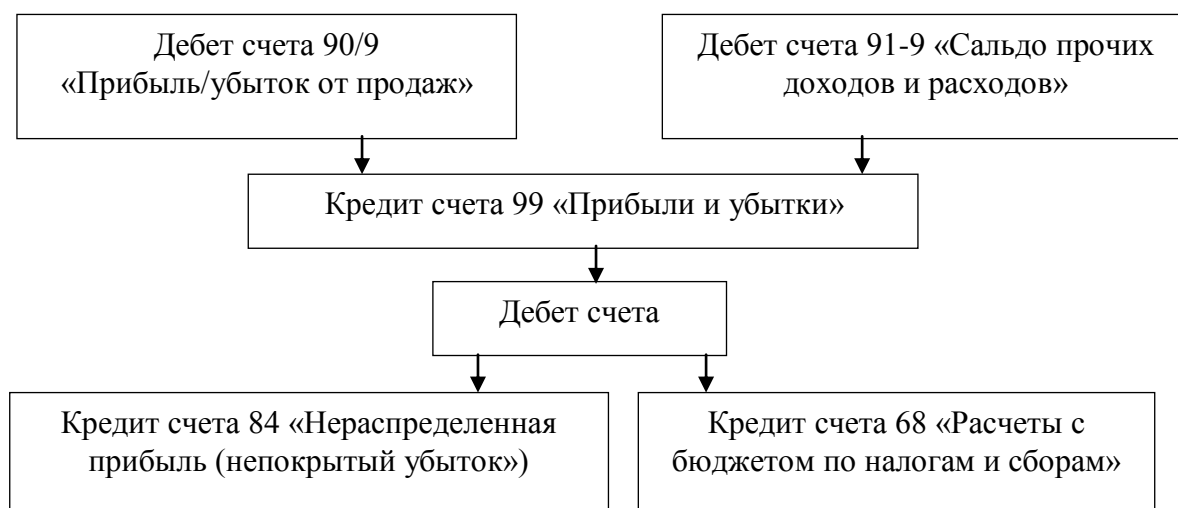 Дебет счета 90/9
«Прибыль/убыток от продаж»
Дебет счета 91-9 «Сальдо прочих
доходов и расходов»
Кредит счета 99 «Прибыли и убытки»
Дебет счета
Кредит счета 84 «Нераспределенная
прибыль (непокрытый убыток»)
Кредит счета 68 «Расчеты с
бюджетом по налогам и сборам»